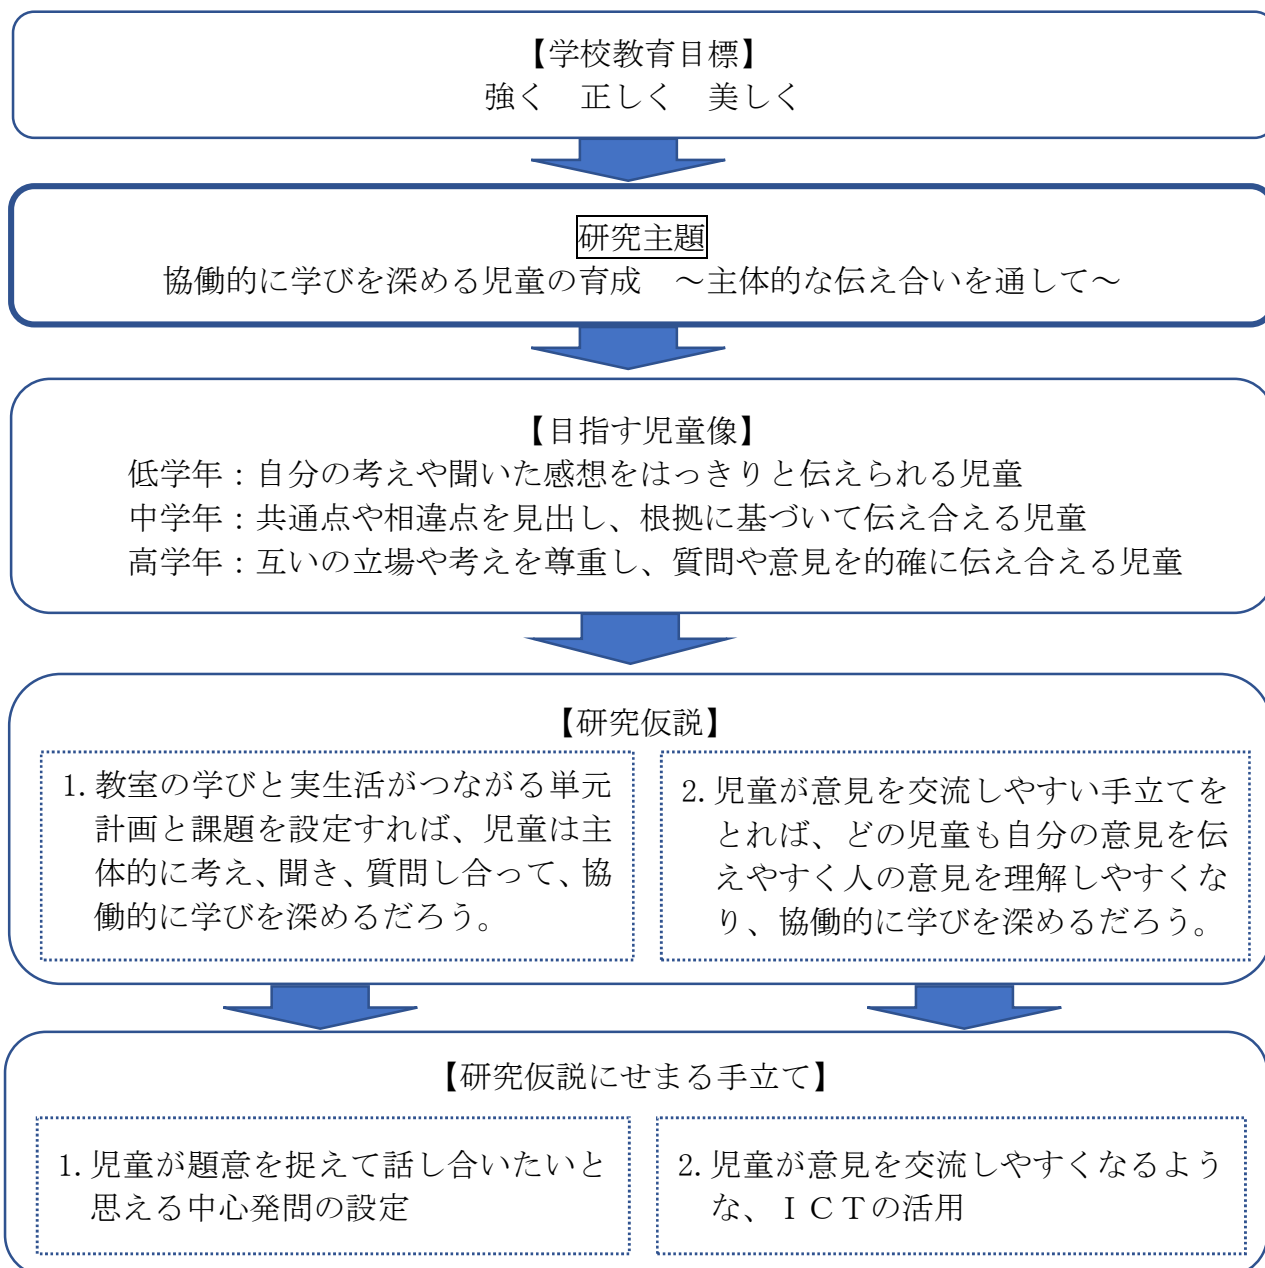 【学校教育目標】
強く　正しく　美しく
研究主題
協働的に学びを深める児童の育成　～主体的な伝え合いを通して～
【目指す児童像】
低学年：自分の考えや聞いた感想をはっきりと伝えられる児童
中学年：共通点や相違点を見出し、根拠に基づいて伝え合える児童
高学年：互いの立場や考えを尊重し、質問や意見を的確に伝え合える児童
【研究仮説】
1. 教室の学びと実生活がつながる単元
計画と課題を設定すれば、児童は主
体的に考え、聞き、質問し合って、協
働的に学びを深めるだろう。
2. 児童が意見を交流しやすい手立てを
とれば、どの児童も自分の意見を伝
えやすく人の意見を理解しやすくな
り、協働的に学びを深めるだろう。
【研究仮説にせまる手立て】
1. 児童が題意を捉えて話し合いたいと
思える中心発問の設定
2. 児童が意見を交流しやすくなるよう
な、ＩＣＴの活用